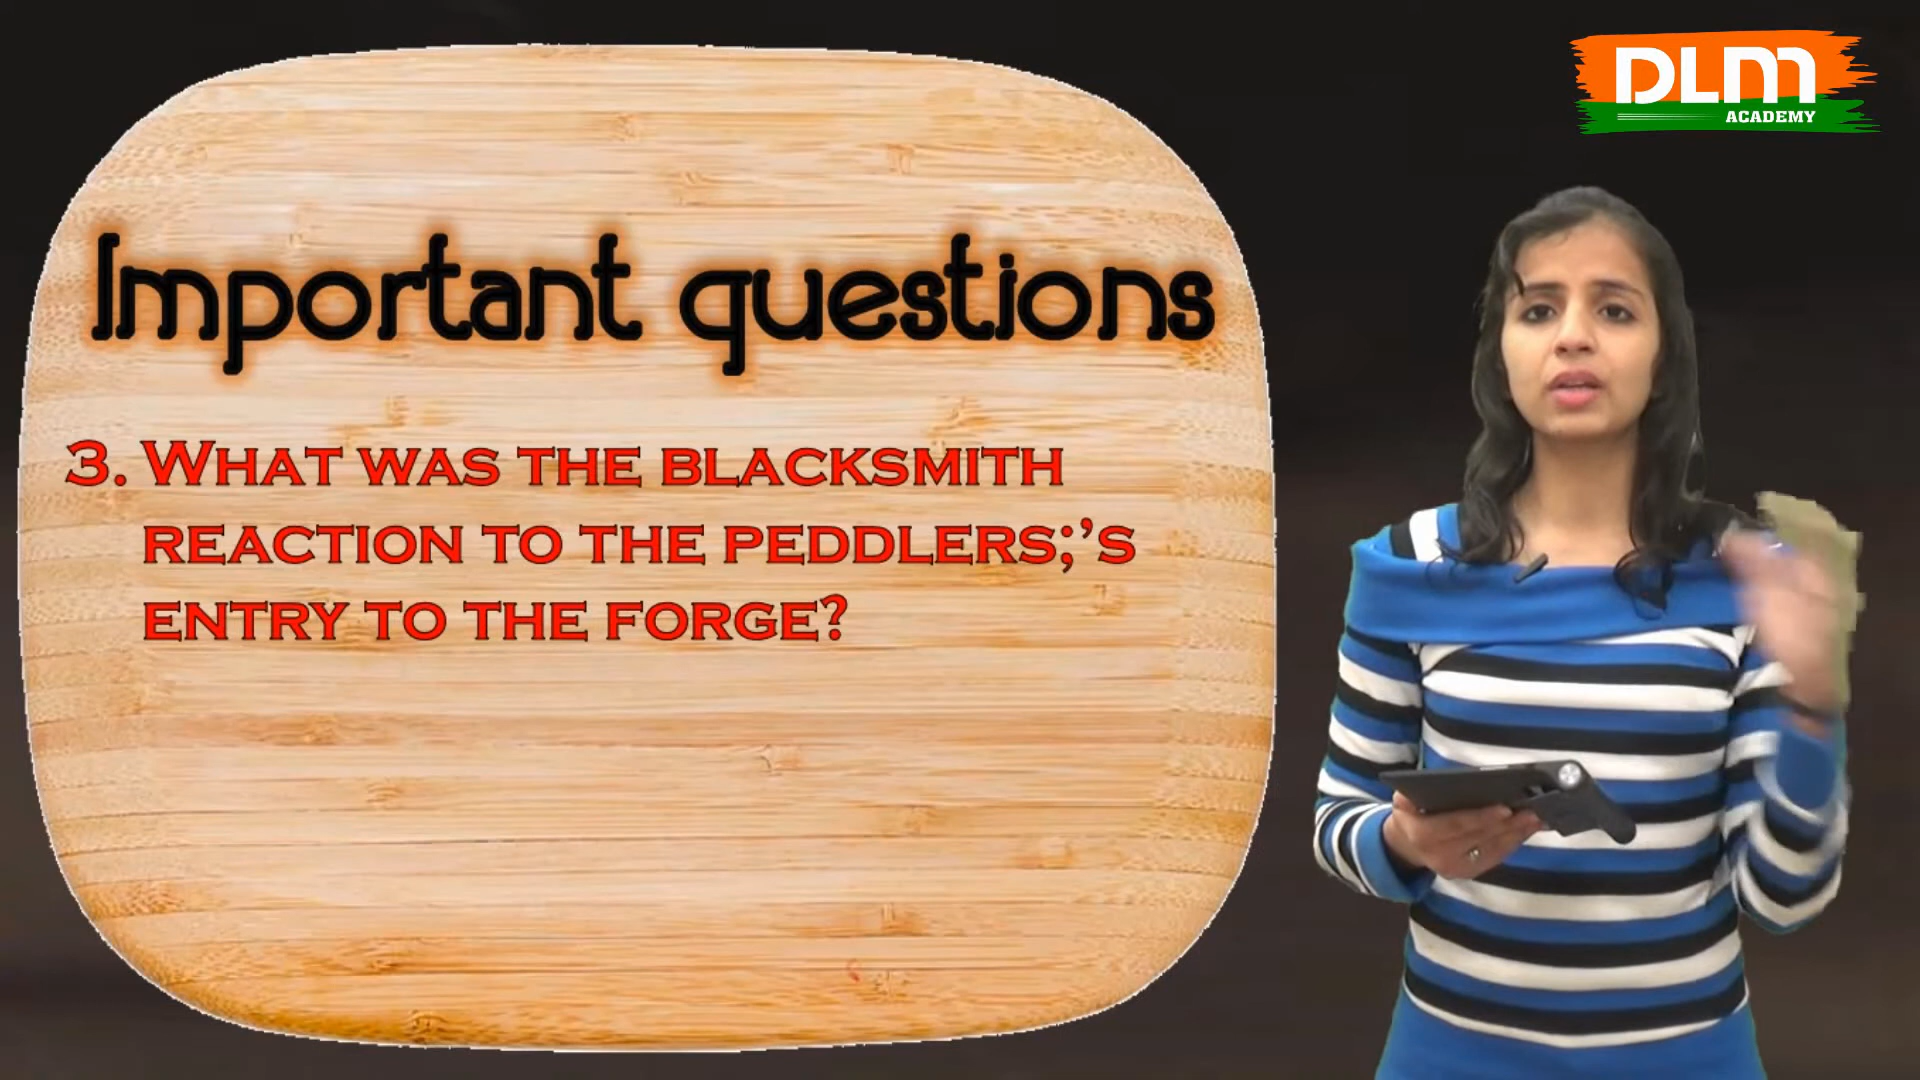 DLM
ACADEMY
Important questions
3. What was the blacksmith
reaction to the peddlers;’s
entry to the forge?